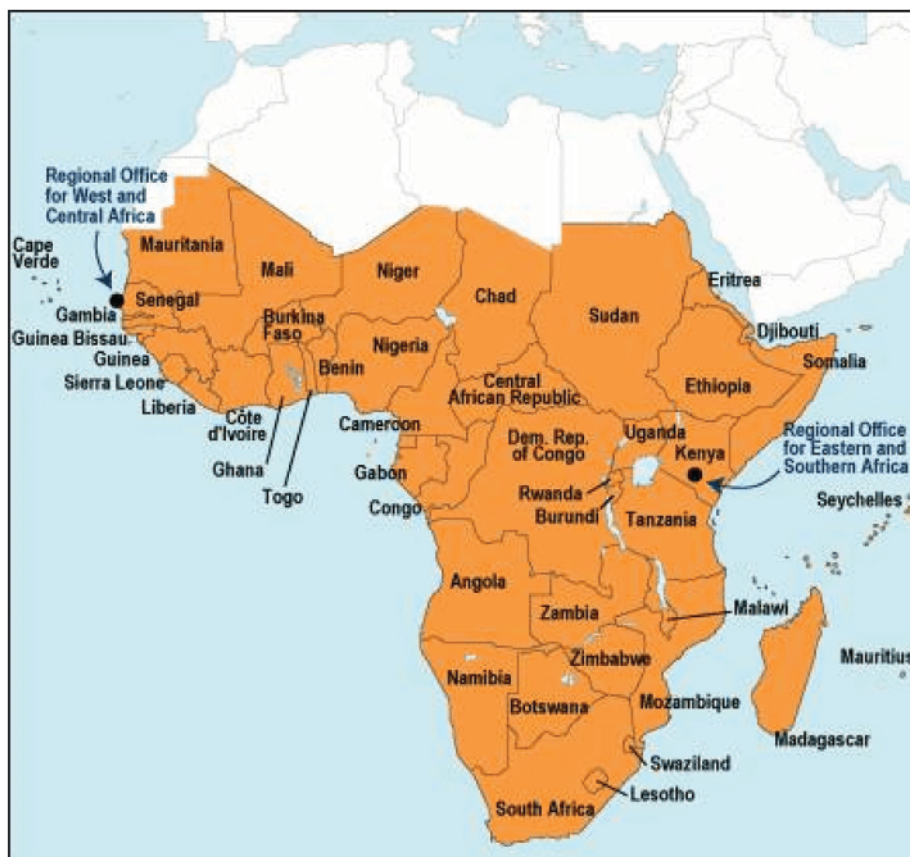 Regional Office
for West and
Central Africa
Cape
Verde
Mauritania
Mali
Niger
Chad
Sudan
Eritrea
Senegal
Gambia
Burkina
Faso
Guinea Bissau
Guinea
Sierra Leone
Liberia
Côte
d'Ivoire
Ghana
Togo
Benin
Nigeria
Cameroon
Central
African Republic
Djibouti
Somalia
Ethiopia
Uganda
Kenya
Regional Office
for Eastern and
Southern Africa
Dem. Rep.
of Congo
Gabon
Congo
Rwanda
Burundi
Tanzania
Seychelles
Angola
Zambia
Malawi
Zimbabwe
Mauritius
Namibia
Botswana
Mozambique
Madagascar
Swaziland
Lesotho
South Africa